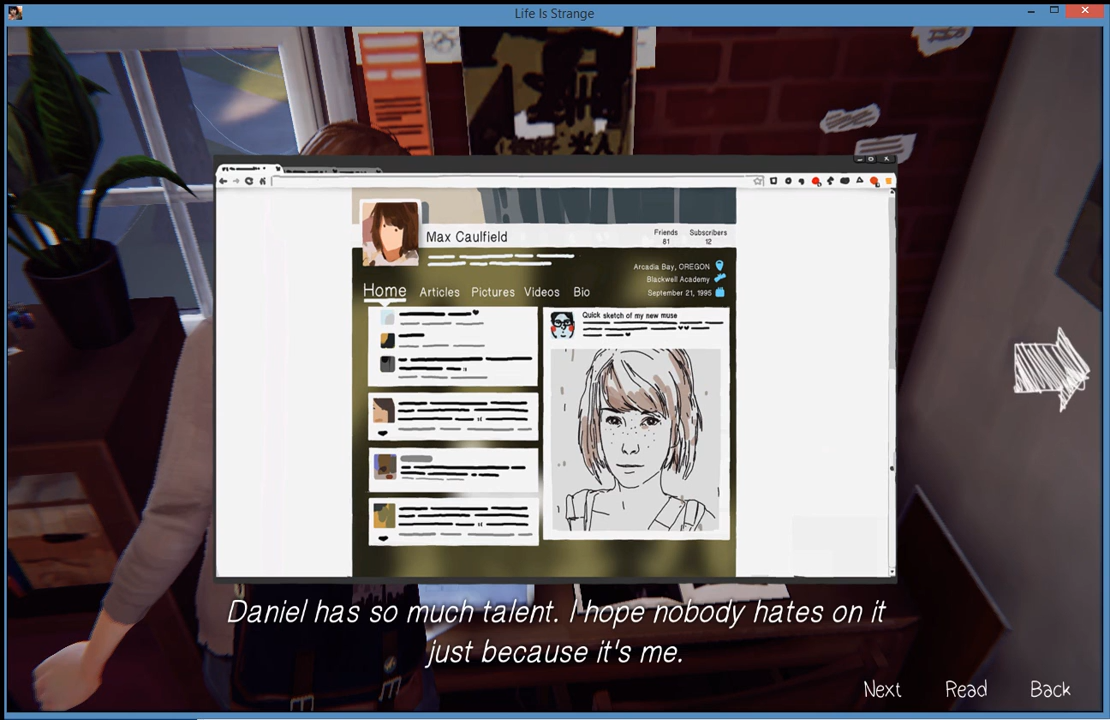 Life Is Strange
Max Caulfield
Friends
81
Subscribers
12
Arcadia Bay, OREGON
Blackwell Academy
September 21, 1995
Home Articles Pictures Videos Bio
Quick sketch of my new muse
Daniel has so much talent. I hope nobody hates on it
just because it's me.
Next Read Back